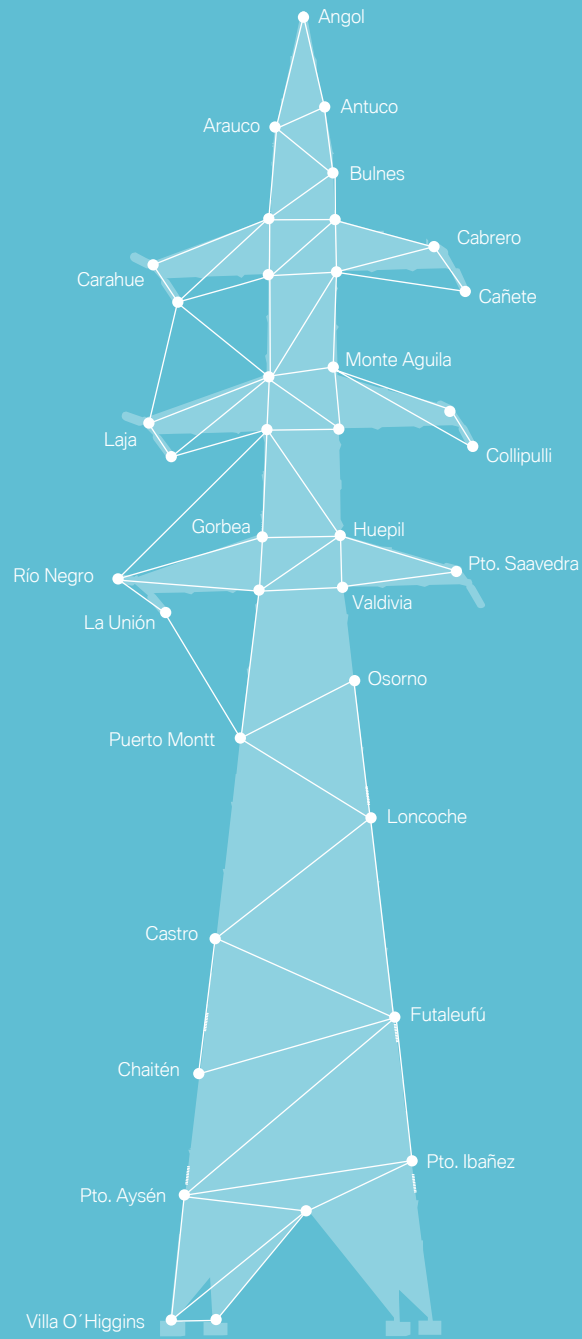 Angol
Antuco
Arauco
Bulnes
Cabrero
Carahue
Cañete
Monte Aguila
Laja
Collipulli
Gorbea
Huepil
Pto. Saavedra
Río Negro
Valdivia
La Unión
Osorno
Puerto Montt
Loncoche
Castro
Futaleufú
Chaitén
Pto. Ibañez
Pto. Aysén
Villa O´Higgins